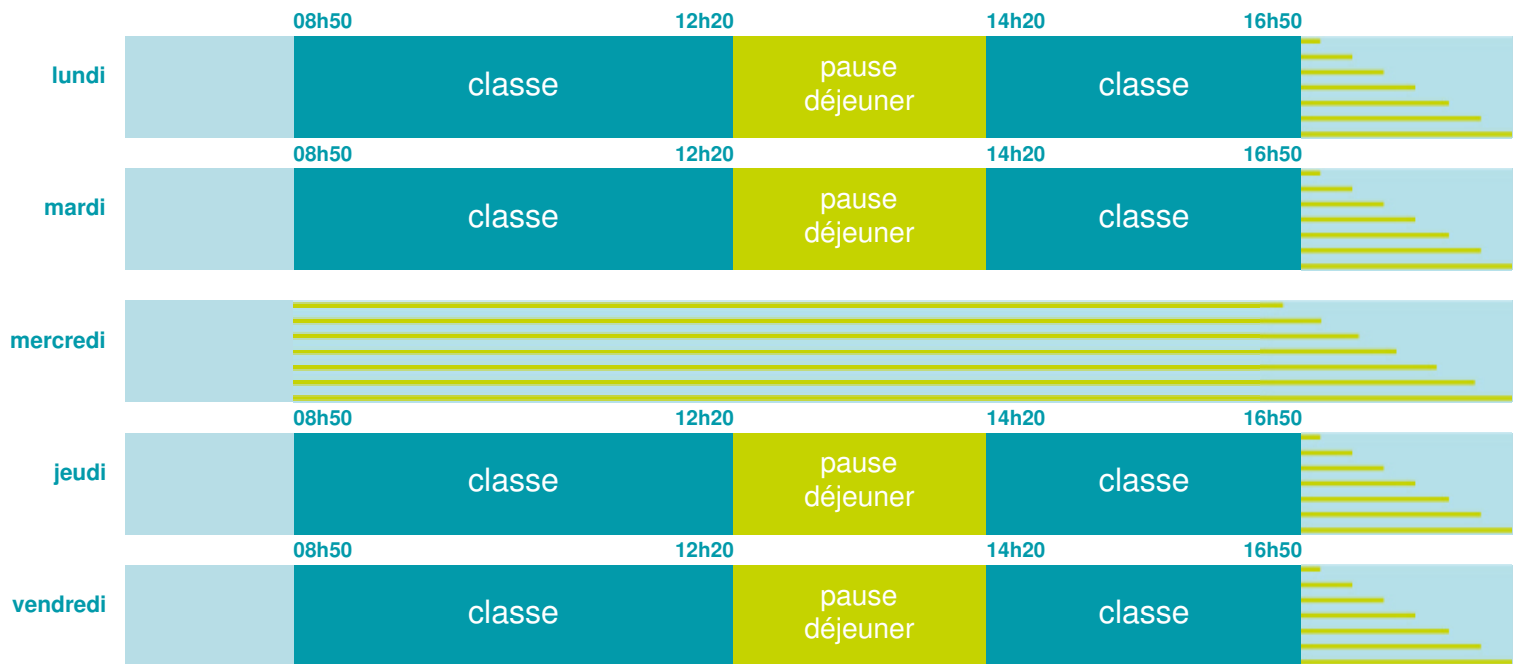 08h50 12h20 14h20 16h50
lundi
classe
pause
déjeuner
classe
08h50 12h20 14h20 16h50
mardi
classe
pause
déjeuner
classe
mercredi
08h50 12h20 14h20 16h50
jeudi
classe
pause
déjeuner
classe
08h50 12h20 14h20 16h50
vendredi
classe
pause
déjeuner
classe